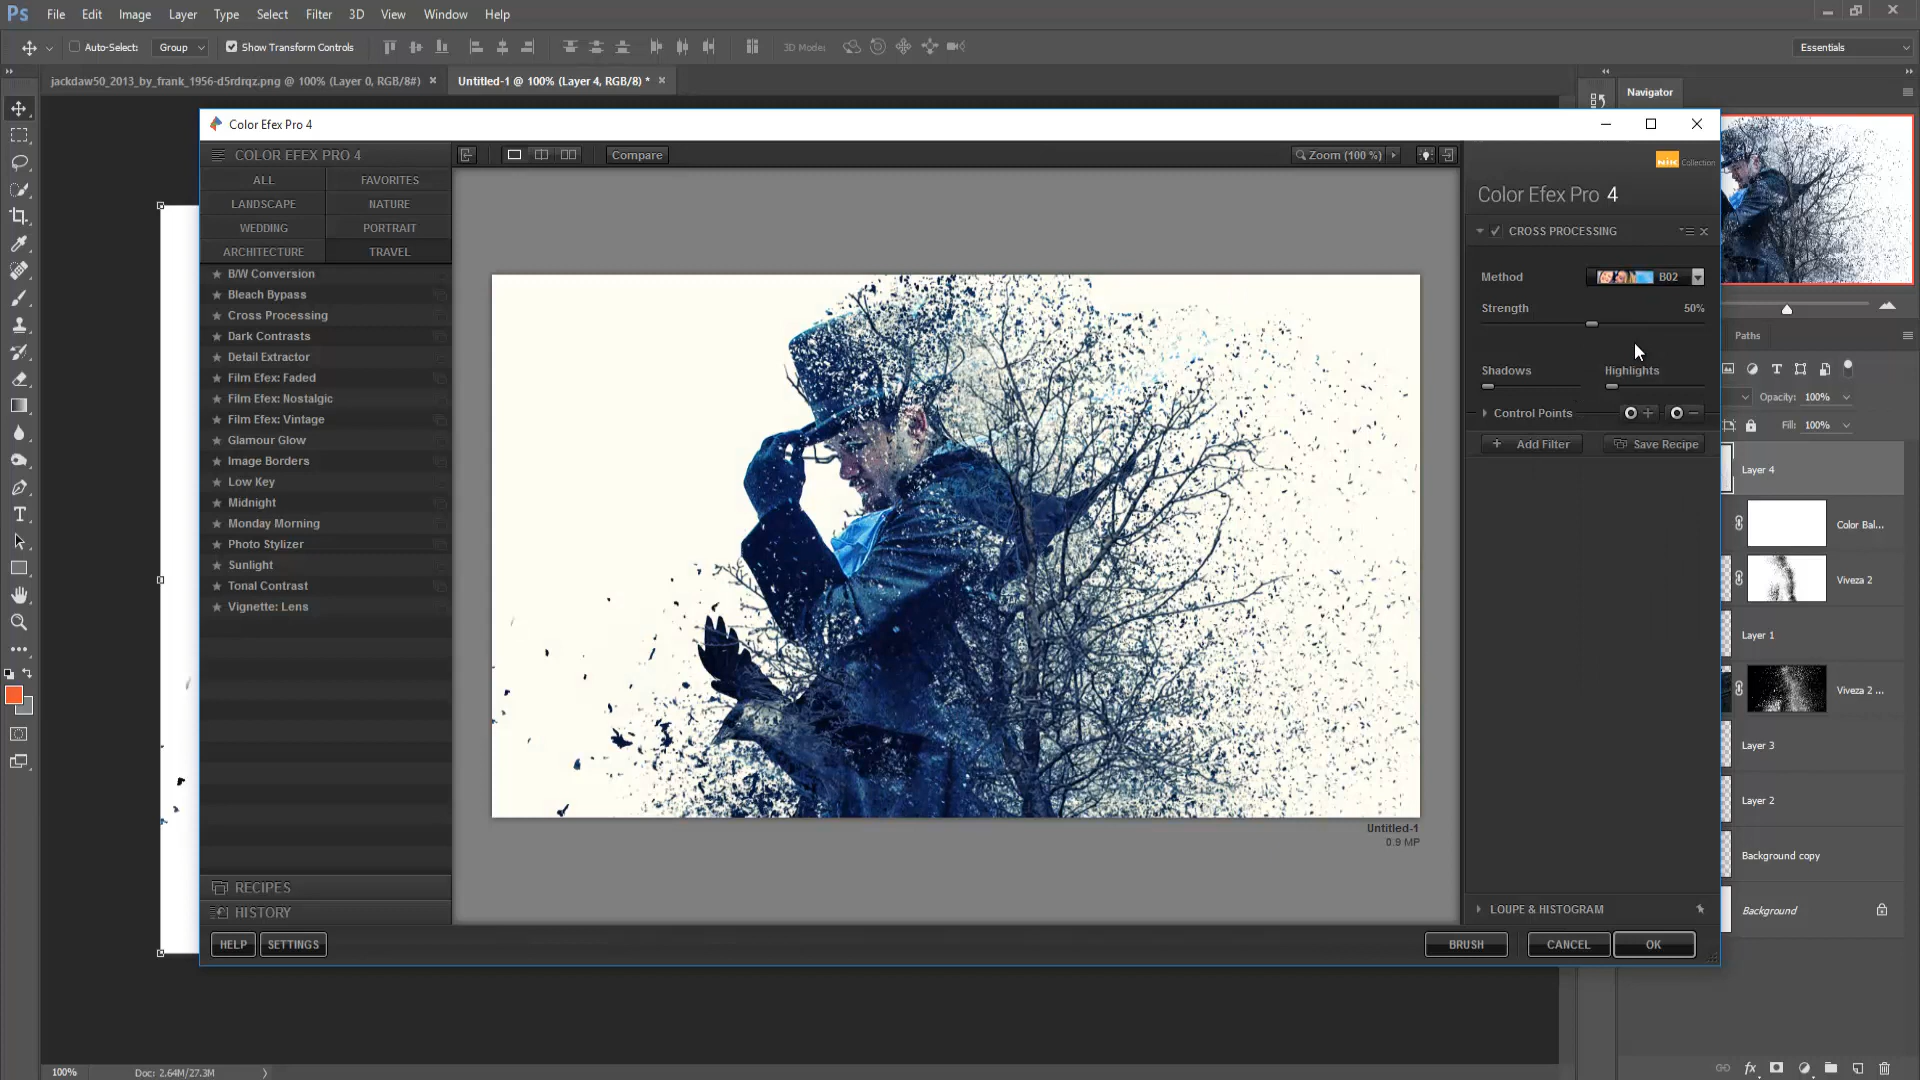 Ps File Edit Image Layer Type Select Filter 3D View Window Help
Auto-Select: Group Show Transform Controls 3D Mode: Essentials
jackdaw50_2013_by_frank_1956-d5rdrqz.png @ 100% (Layer 0, RGB/8#) × Untitled-1 @ 100% (Layer 4, RGB/8) * ×
Navigator
Color Efex Pro 4
COLOR EFEX PRO 4
Compare
Zoom (100 %)
ALL FAVORITES
LANDSCAPE NATURE
WEDDING PORTRAIT
ARCHITECTURE TRAVEL
B/W Conversion
Bleach Bypass
Cross Processing
Dark Contrasts
Detail Extractor
Film Efex: Faded
Film Efex: Nostalgic
Film Efex: Vintage
Glamour Glow
Image Borders
Low Key
Midnight
Monday Morning
Photo Stylizer
Sunlight
Tonal Contrast
Vignette: Lens
RECIPES
HISTORY
HELP SETTINGS
Untitled-1
0.9 MP
Nik Collection
Color Efex Pro 4
CROSS PROCESSING
Method B02
Strength 50%
Shadows Highlights
Control Points
+ Add Filter Save Recipe
LOUPE & HISTOGRAM
BRUSH CANCEL OK
Paths
Opacity: 100%
Fill: 100%
Layer 4
Color Bal...
Viveza 2
Layer 1
Viveza 2 ...
Layer 3
Layer 2
Background copy
Background
100% Doc: 2.64M/27.3M
fx